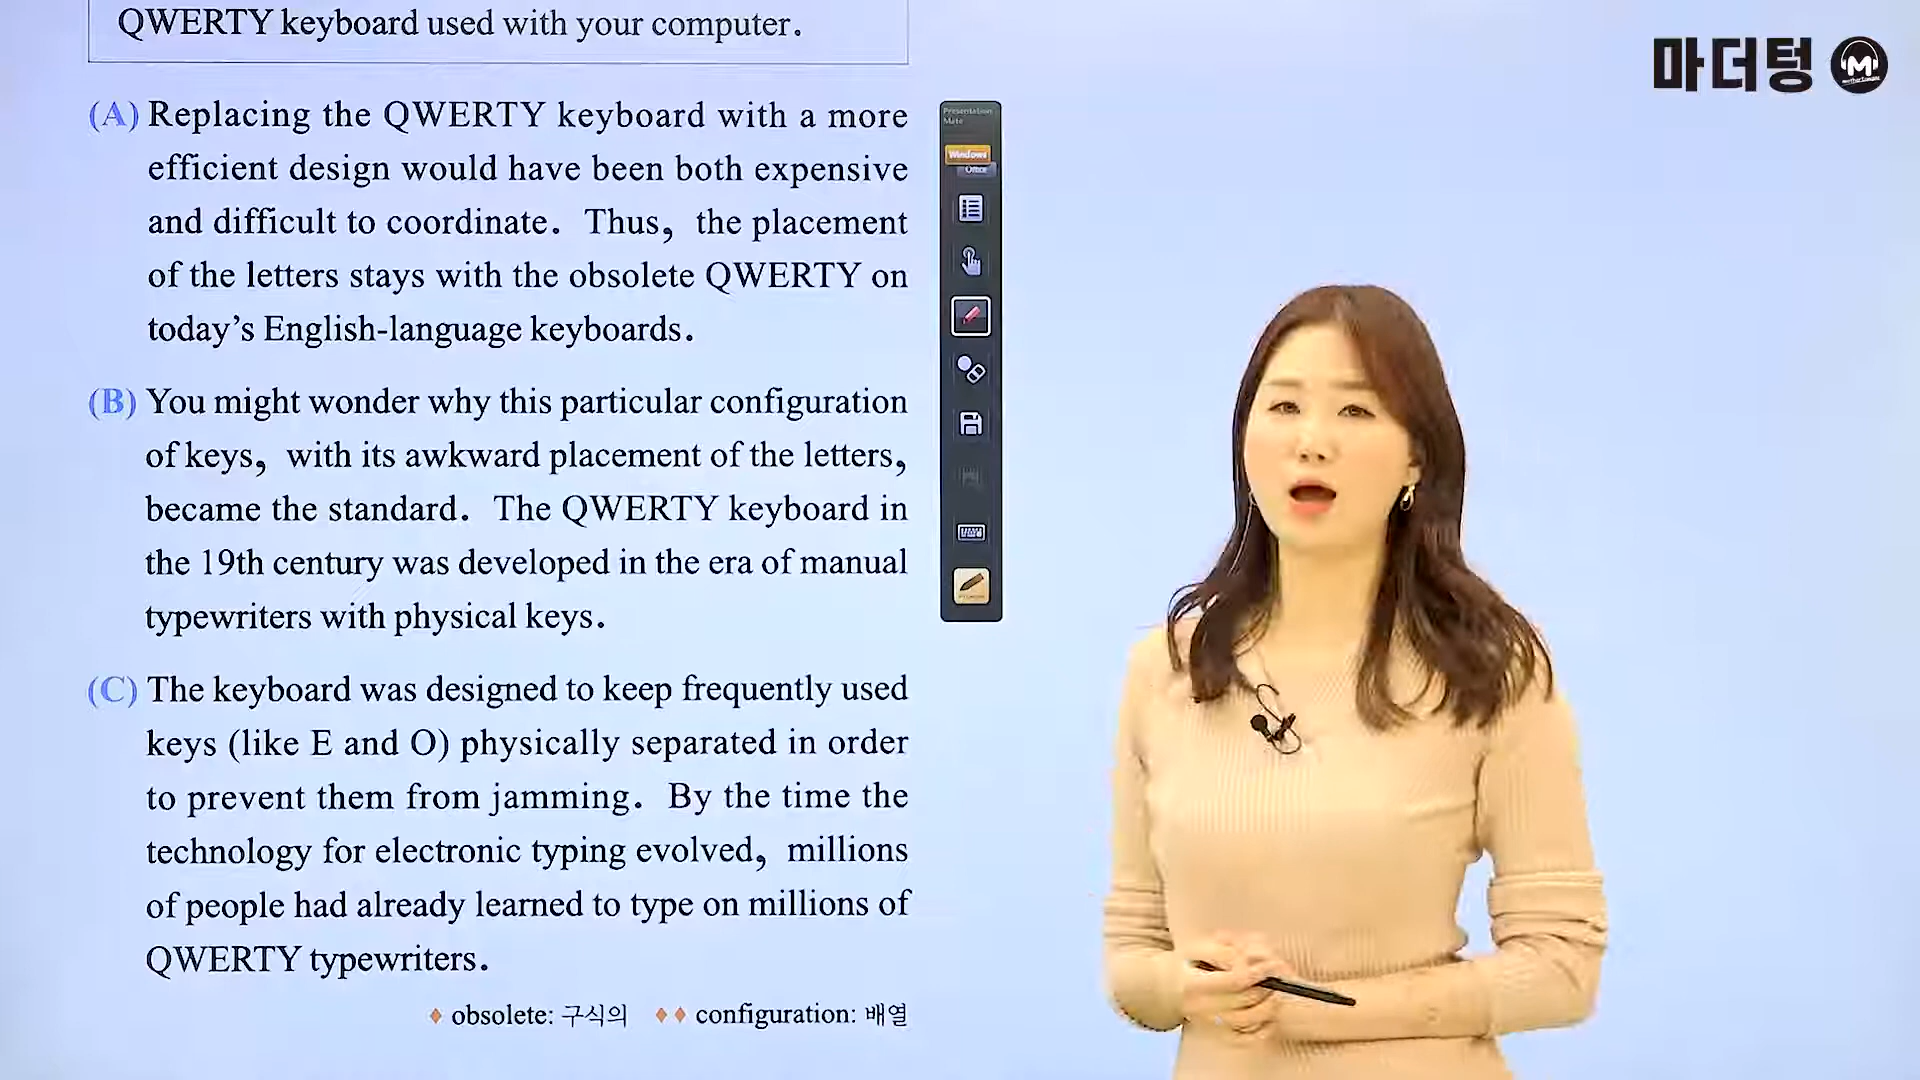 QWERTY keyboard used with your computer.
마더텅
M
(A) Replacing the QWERTY keyboard with a more
efficient design would have been both expensive
and difficult to coordinate. Thus, the placement
of the letters stays with the obsolete QWERTY on
today's English-language keyboards.
Presentation
Mate
Windows
Office
(B) You might wonder why this particular configuration
of keys, with its awkward placement of the letters,
became the standard. The QWERTY keyboard in
the 19th century was developed in the era of manual
typewriters with physical keys.
(C) The keyboard was designed to keep frequently used
keys (like E and O) physically separated in order
to prevent them from jamming. By the time the
technology for electronic typing evolved, millions
of people had already learned to type on millions of
QWERTY typewriters.
♦ obsolete: 구식의 ♦♦ configuration: 배열